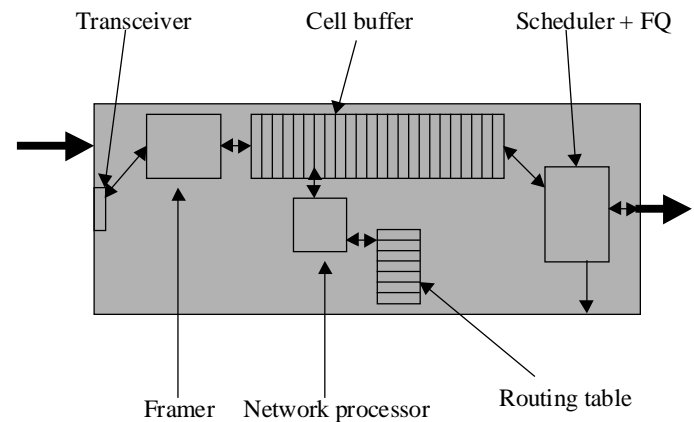 Transceiver
Cell buffer
Scheduler + FQ
Framer
Network processor
Routing table